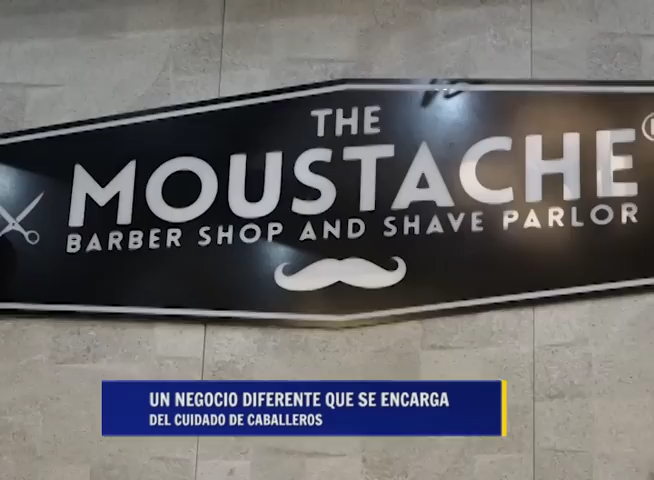 THE
MOUSTACHE
BARBER SHOP AND SHAVE PARLOR
UN NEGOCIO DIFERENTE QUE SE ENCARGA
DEL CUIDADO DE CABALLEROS